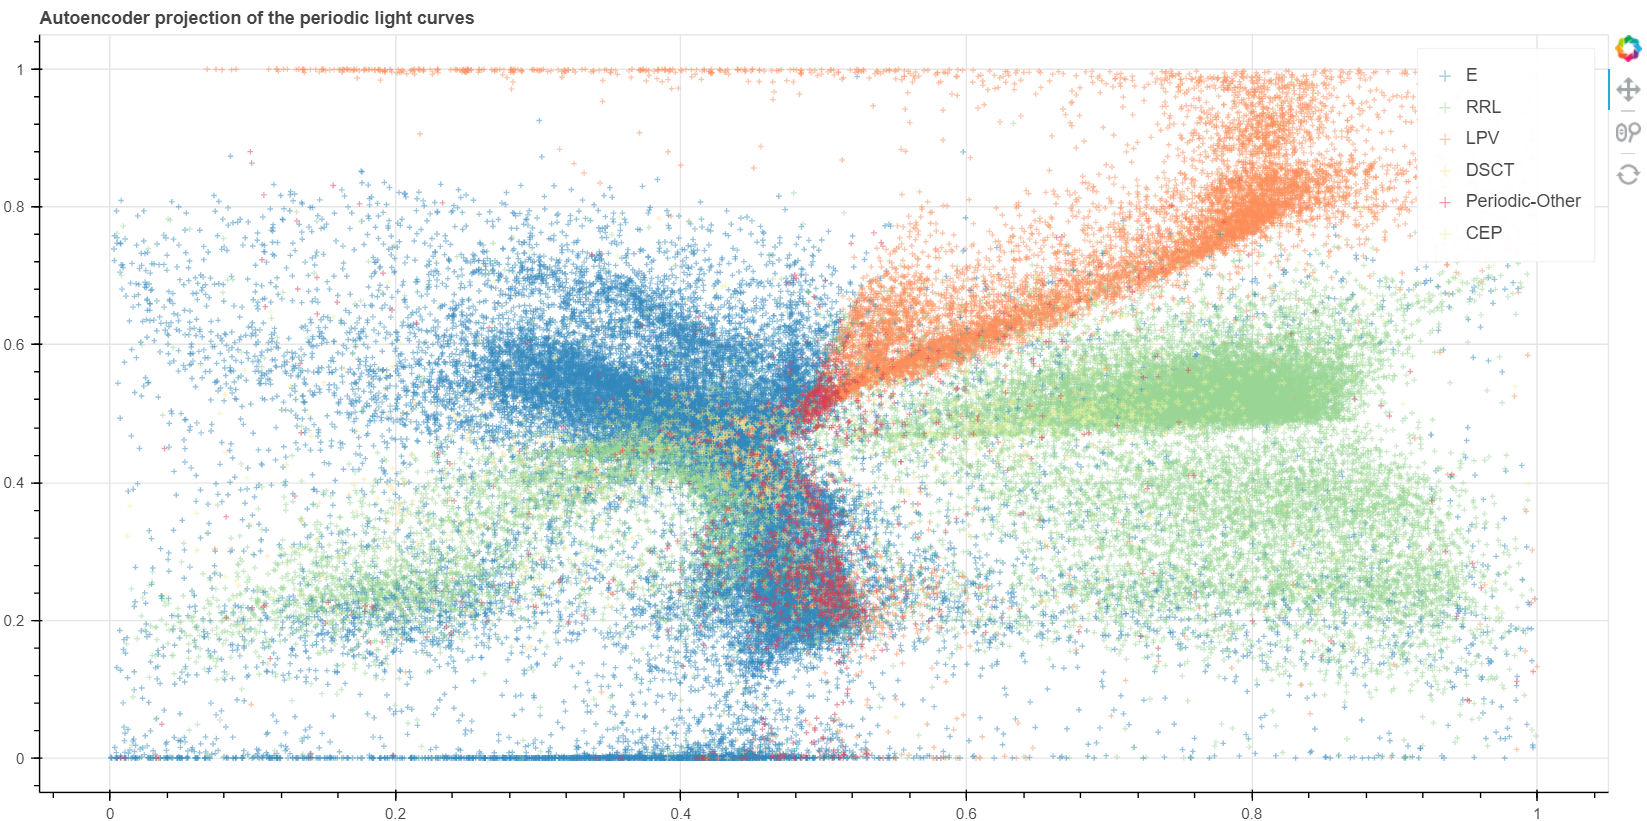 Autoencoder projection of the periodic light curves
1
0.8
0.6
0.4
0.2
0
0 0.2 0.4 0.6 0.8 1
E
RRL
LPV
DSCT
Periodic-Other
CEP